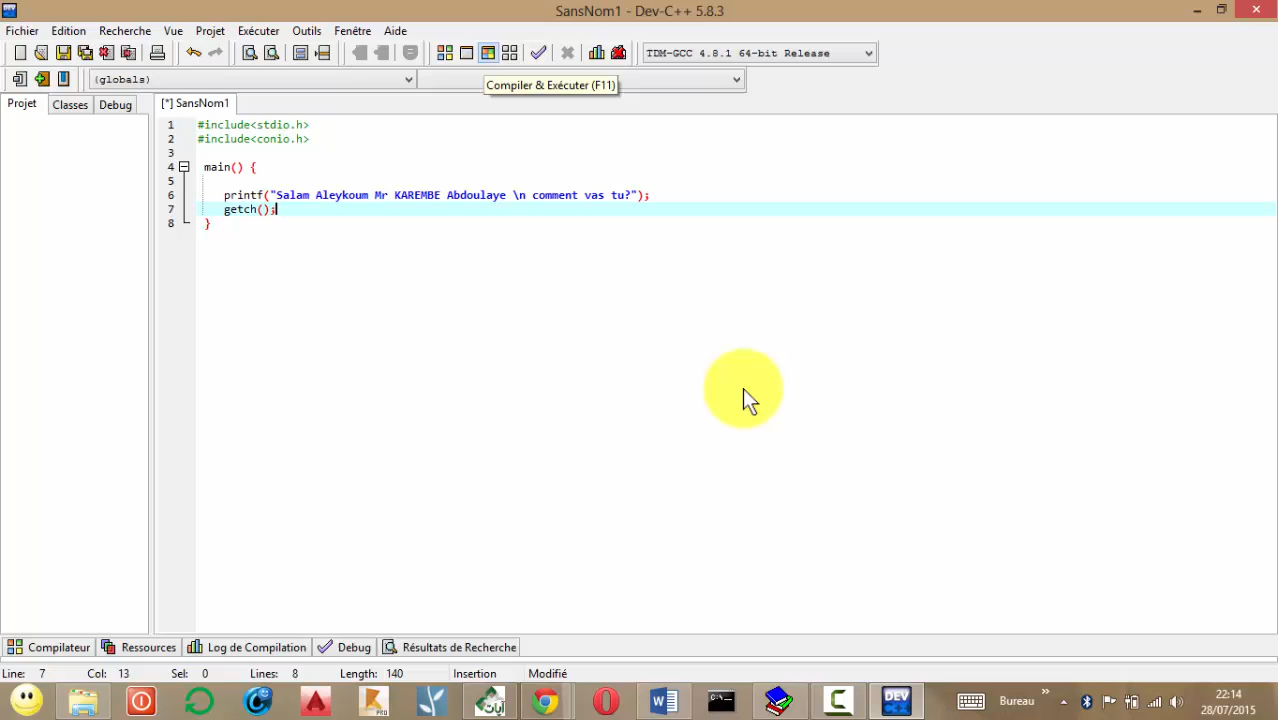 SansNom1 - Dev-C++ 5.8.3
Fichier Edition Recherche Vue Projet Exécuter Outils Fenêtre Aide
TDM-GCC 4.8.1 64-bit Release
(globals)
Compiler & Exécuter (F11)
Projet Classes Debug [*] SansNom1
1 #include<stdio.h>
2 #include<conio.h>
3
4 main() {
5
6 printf("Salam Aleykoum Mr KAREMBE Abdoulaye \n comment vas tu?");
7 getch();
8 }
Compilateur Ressources Log de Compilation Debug Résultats de Recherche
Line: 7 Col: 13 Sel: 0 Lines: 8 Length: 140 Insertion Modifié
PRO
C:\
DEV
Bureau
22:14
28/07/2015